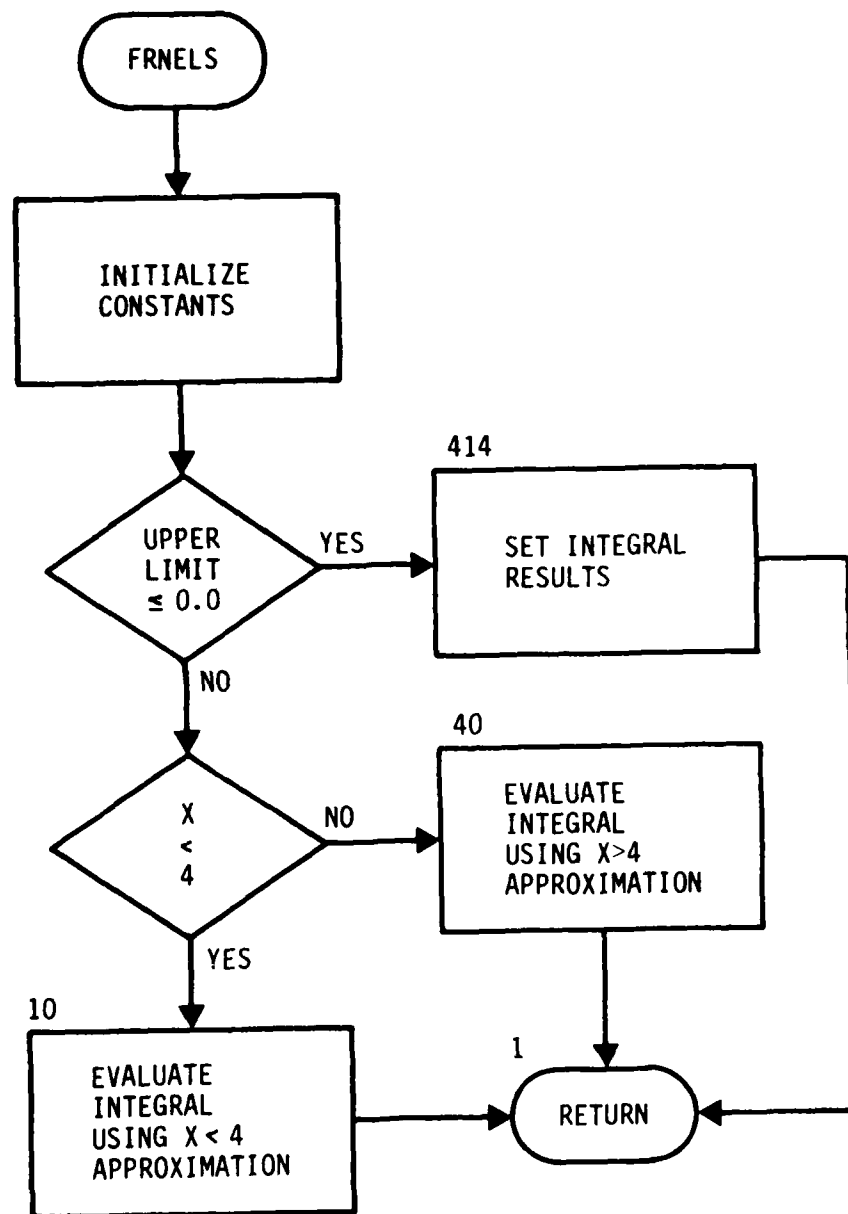 FRNELS
INITIALIZE
CONSTANTS
414
UPPER
LIMIT
≤ 0.0
YES
SET INTEGRAL
RESULTS
NO
40
X
<
4
NO
EVALUATE
INTEGRAL
USING X>4
APPROXIMATION
YES
10
1
EVALUATE
INTEGRAL
USING X < 4
APPROXIMATION
RETURN